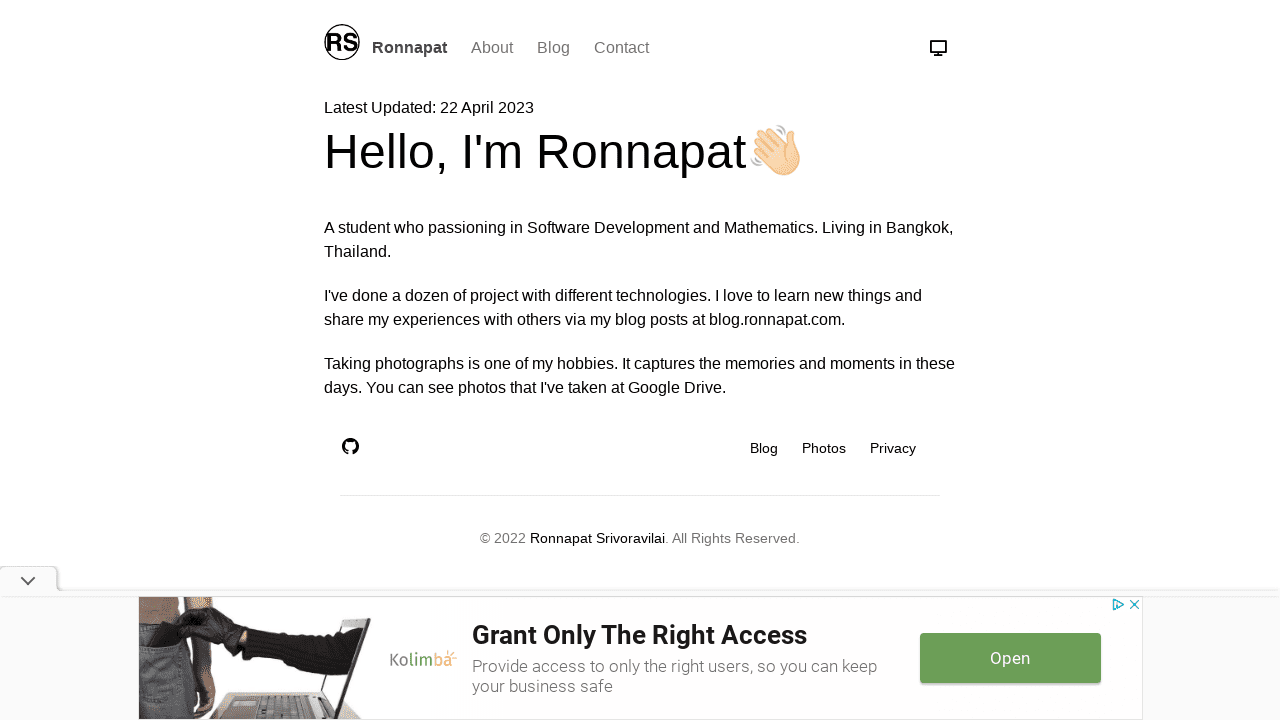 RS
Ronnapat About Blog Contact
Latest Updated: 22 April 2023
Hello, I'm Ronnapat👋🏻
A student who passioning in Software Development and Mathematics. Living in Bangkok,
Thailand.
I've done a dozen of project with different technologies. I love to learn new things and
share my experiences with others via my blog posts at blog.ronnapat.com.
Taking photographs is one of my hobbies. It captures the memories and moments in these
days. You can see photos that I've taken at Google Drive.
Blog Photos Privacy
© 2022 Ronnapat Srivoravilai. All Rights Reserved.
Kolimba
Grant Only The Right Access
Provide access to only the right users, so you can keep
your business safe
Open